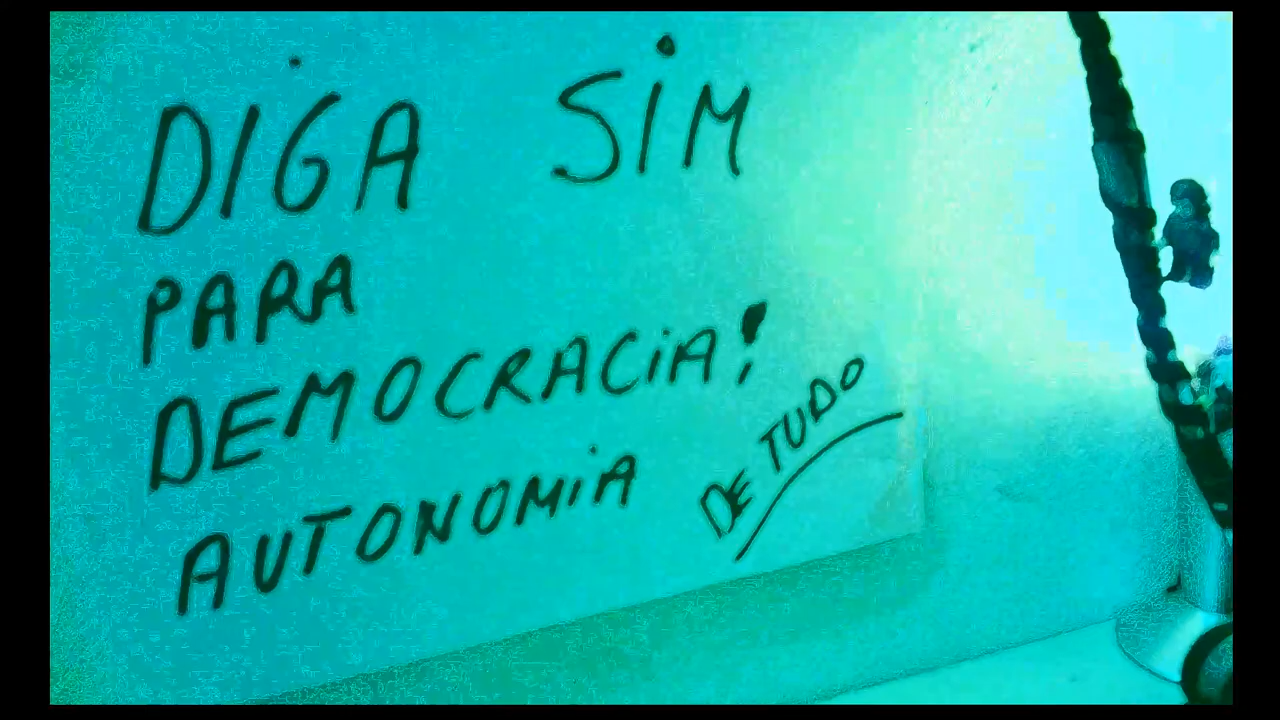 DIGA SIM
PARA
DEMOCRACIA!
AUTONOMIA
DE TUDO